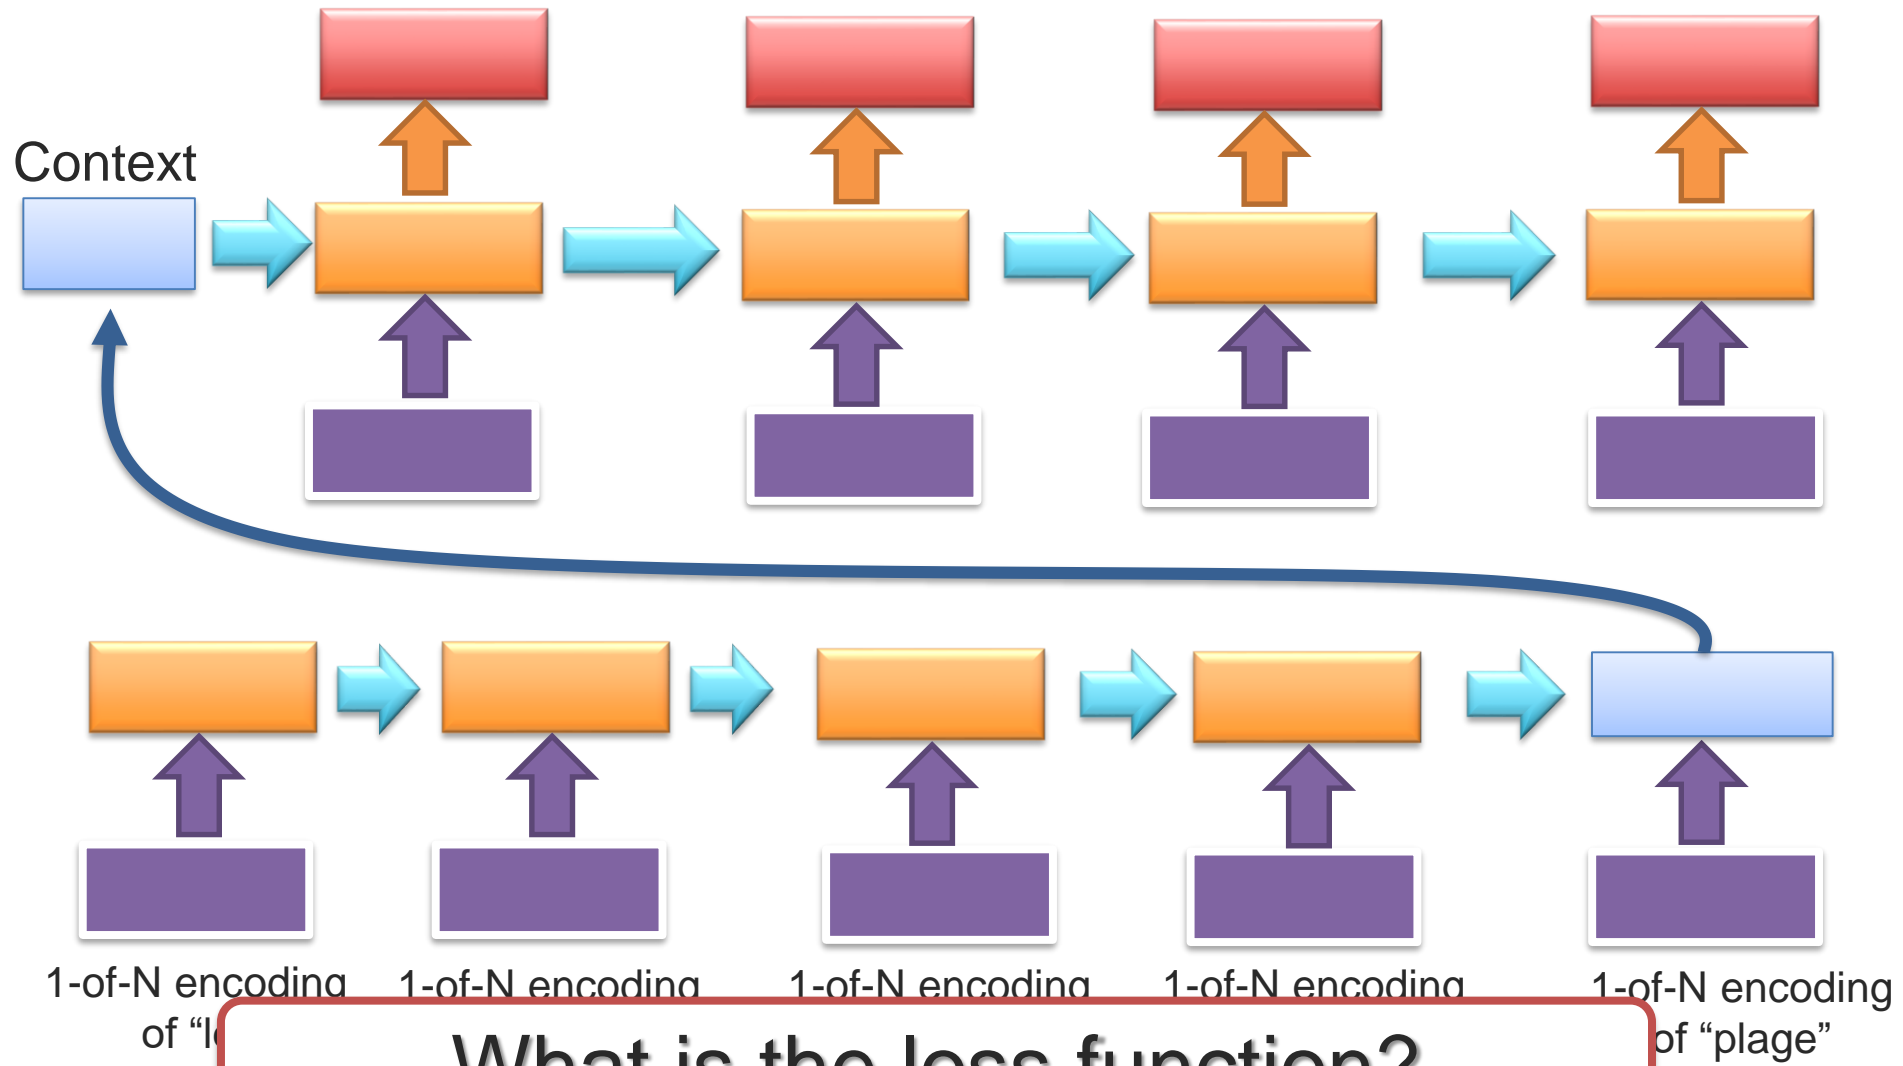 Context
1-of-N encoding
of
1-of-N encoding
1-of-N encoding
1-of-N encoding
1-of-N encoding
of “plage”
What is the loss function?